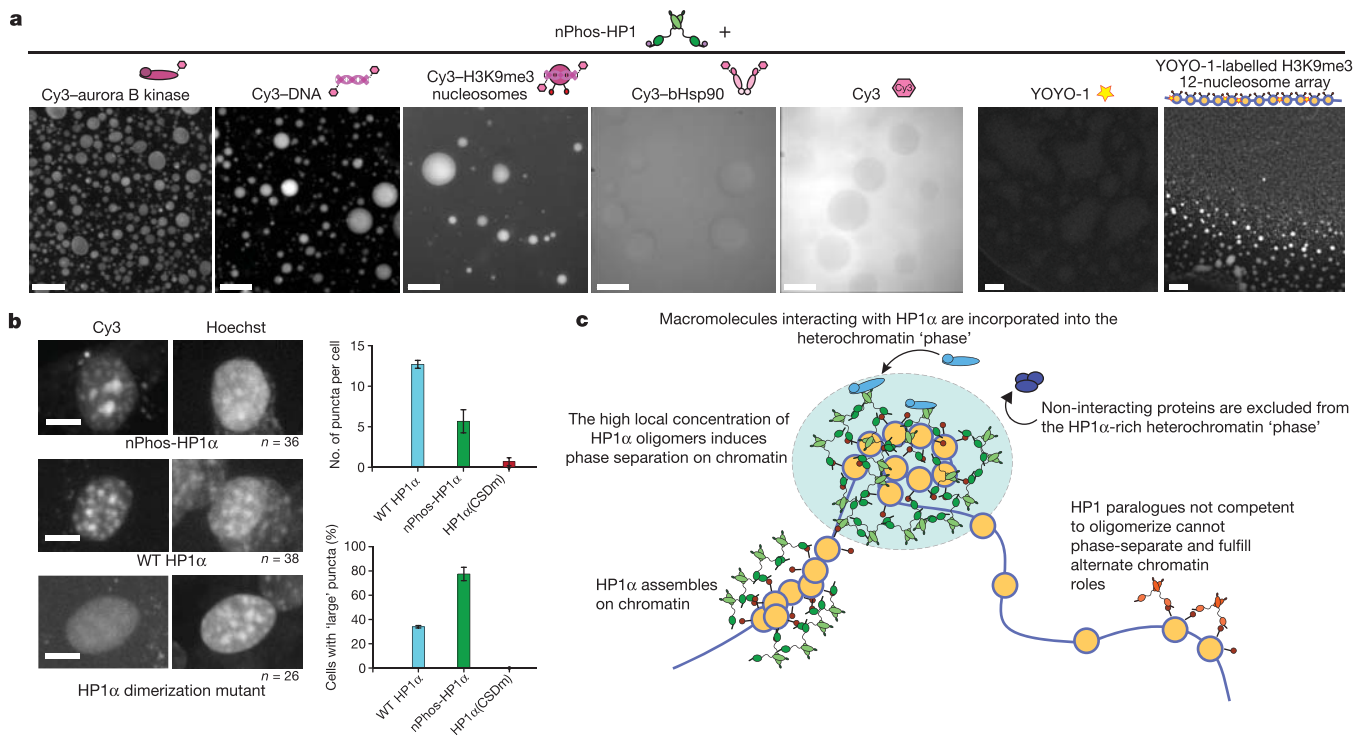 a
nPhos-HP1 +
Cy3–aurora B kinase
Cy3–DNA
Cy3–H3K9me3
nucleosomes
Cy3–bHsp90
Cy3
Cy3
YOYO-1
YOYO-1-labelled H3K9me3
12-nucleosome array
b
Cy3
Hoechst
nPhos-HP1α
n = 36
WT HP1α
n = 38
n = 26
HP1α dimerization mutant
No. of puncta per cell
15
10
5
0
WT HP1α
nPhos-HP1α
HP1α(CSDm)
Cells with ‘large’ puncta (%)
100
80
60
40
20
0
WT HP1α
nPhos-HP1α
HP1α(CSDm)
c
Macromolecules interacting with HP1α are incorporated into the
heterochromatin ‘phase’
The high local concentration of
HP1α oligomers induces
phase separation on chromatin
Non-interacting proteins are excluded from
the HP1α-rich heterochromatin ‘phase’
HP1α assembles
on chromatin
HP1 paralogues not competent
to oligomerize cannot
phase-separate and fulfill
alternate chromatin
roles